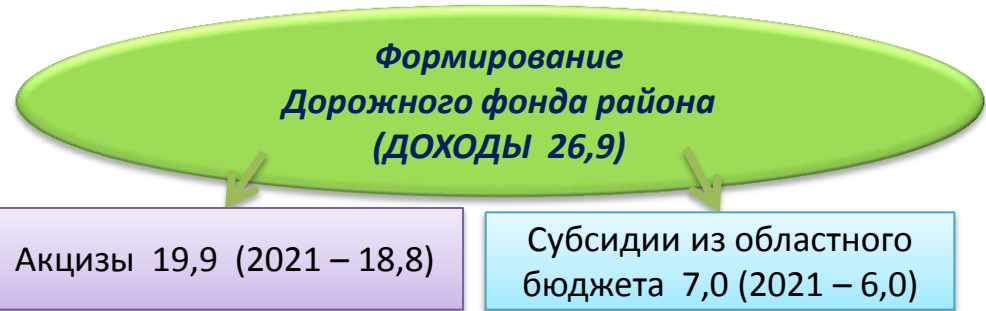 Формирование
Дорожного фонда района
(ДОХОДЫ 26,9)
Акцизы 19,9 (2021 – 18,8)
Субсидии из областного
бюджета 7,0 (2021 – 6,0)